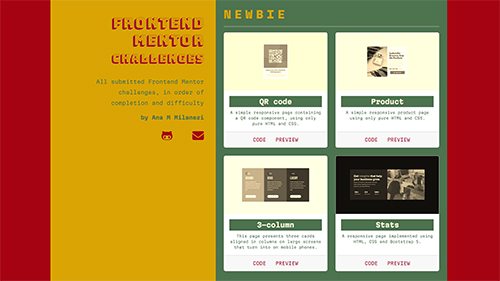 FRONTEND
MENTOR
CHALLENGES
All submitted Frontend Mentor
challenges, in order of
completion and difficulty
by Ana M Milanezi
NEWBIE
QR code
A simple responsive page containing
a QR code component, using only
pure HTML and CSS.
CODE PREVIEW
Product
A simple responsive product page
using only pure HTML and CSS.
CODE PREVIEW
3-column
This page presents three cards
aligned in columns on large screens
that turn into on mobile phones.
CODE PREVIEW
Stats
A responsive page implemented using
HTML, CSS and Bootstrap 5.
CODE PREVIEW